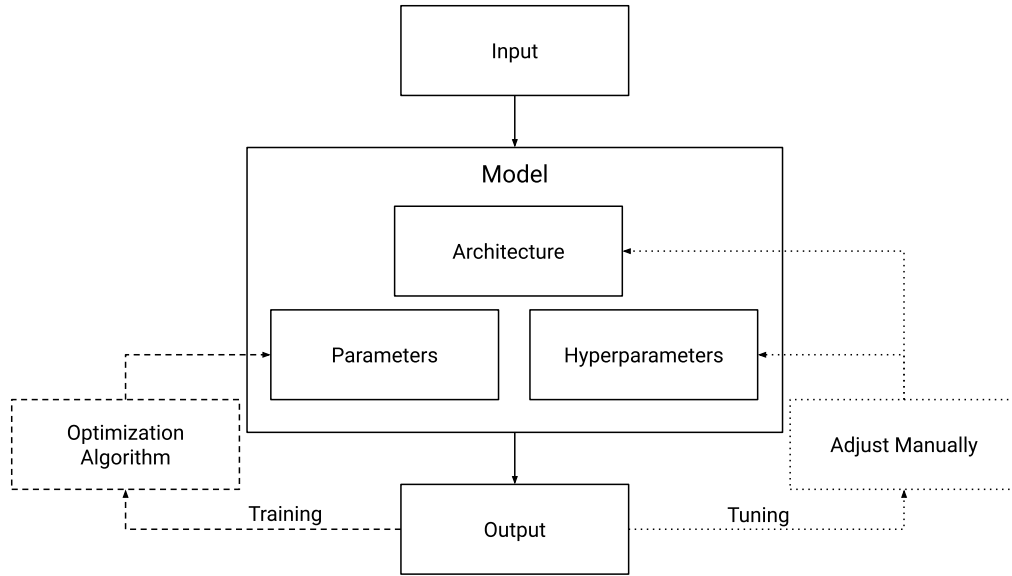 Input
Model
Architecture
Parameters
Hyperparameters
Optimization
Algorithm
Adjust Manually
Training
Output
Tuning